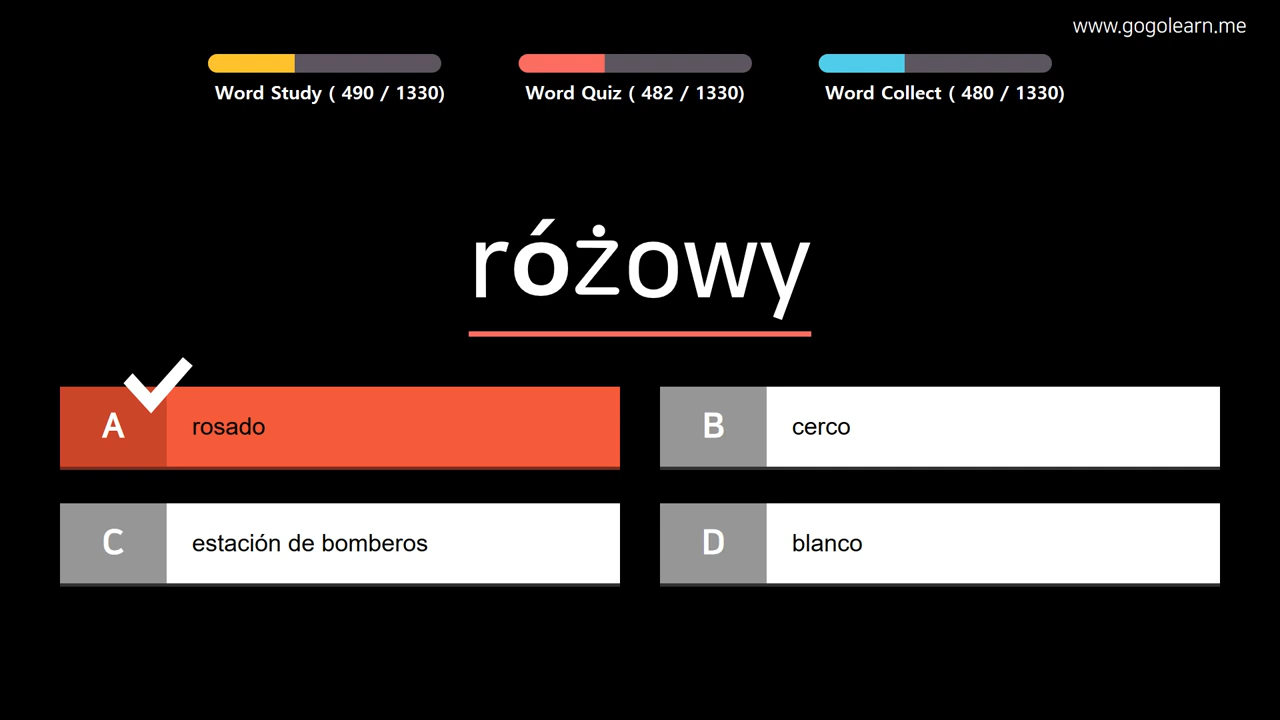 www.gogolearn.me
Word Study ( 490 / 1330)
Word Quiz ( 482 / 1330)
Word Collect ( 480 / 1330)
różowy
A rosado
B cerco
C estación de bomberos
D blanco